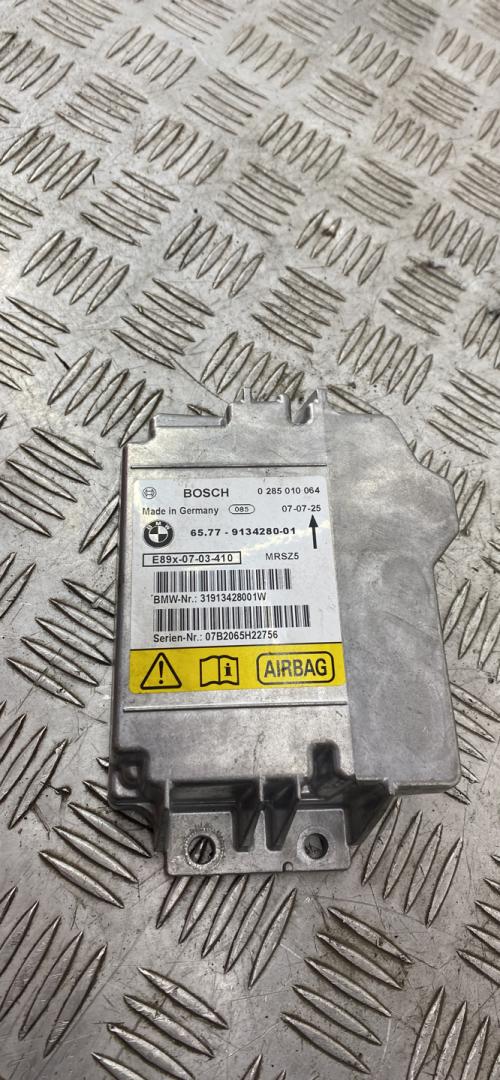 BOSCH 0 285 010 064
Made in Germany 085 07-07-25
BMW 65.77 - 9134280-01
E89x-07-03-410 MRSZ5
BMW-Nr.: 31913428001W
Serien-Nr.: 07B2065H22756
AIRBAG